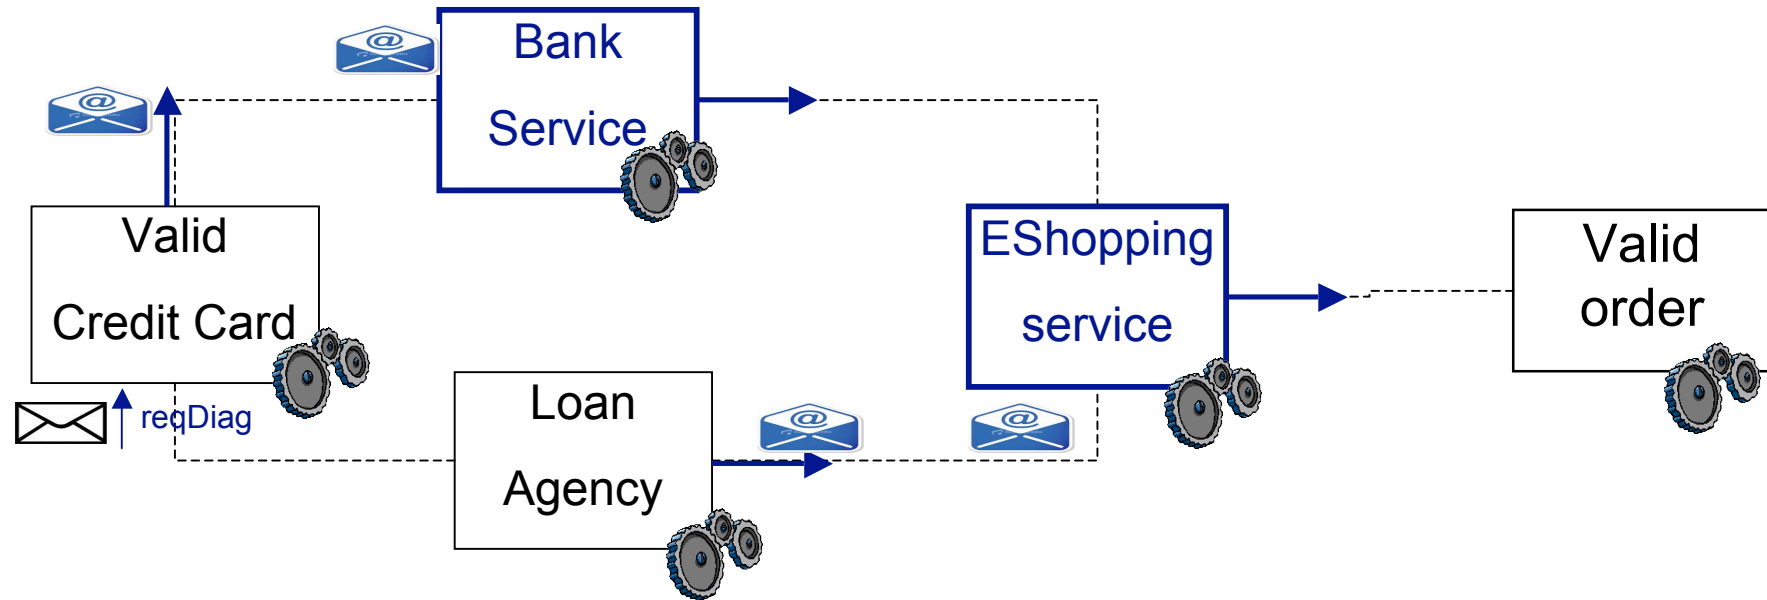 Bank
Service
Valid
Credit Card
reqDiag
Loan
Agency
EShopping
service
Valid
order